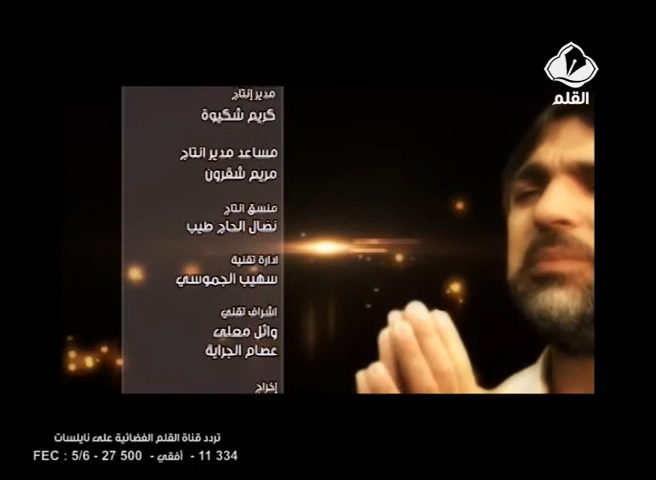 القلم
مدير إنتاج
كريم شكيوة
مساعد مدير انتاج
مريم شقرون
منسق انتاج
نضال الحاج طيب
ادارة تقنية
سهيب الجموسي
اشراف تقني
وائل معلى
عصام الجراية
إخراج
تردد قناة القلم الفضائية على نايلسات
FEC : 5/6 - 27 500 - أفقي - 11 334